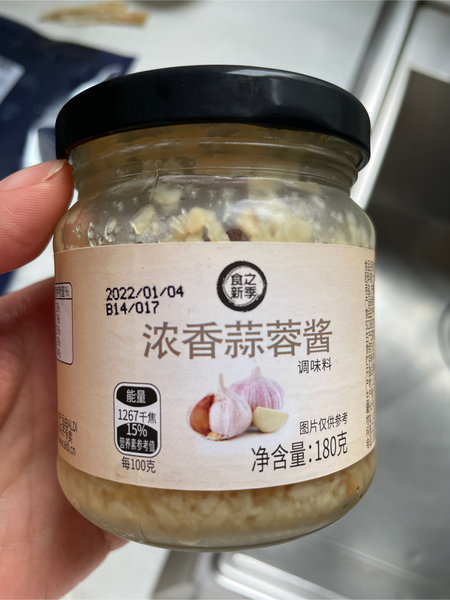 食之
新季
2022/01/04
B14/017
浓香蒜蓉酱
调味料
能量
1267千焦
15%
营养素参考值
每100克
图片仅供参考
净含量:180克
ALDI